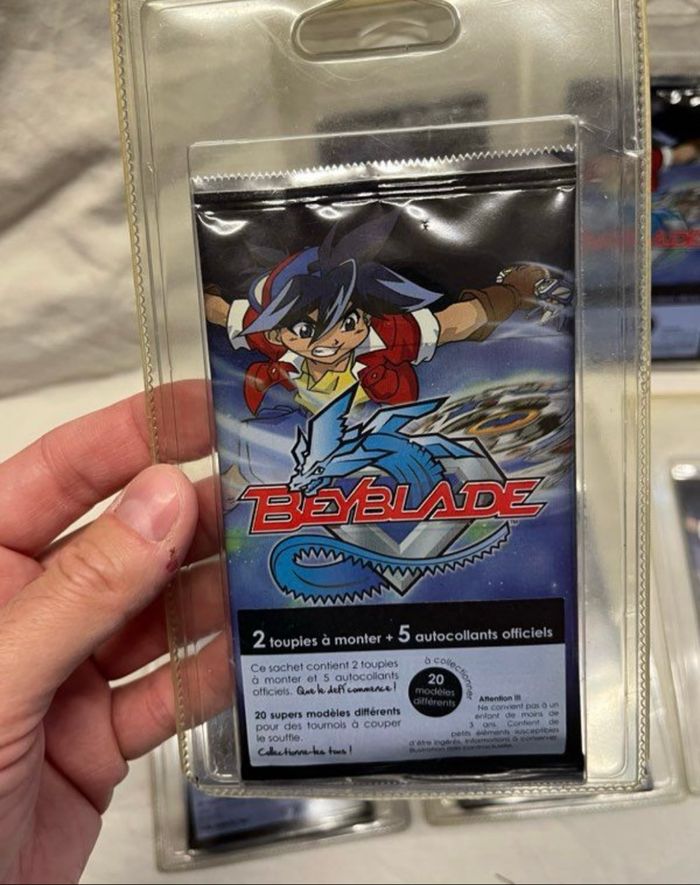 BEYBLADE
2 toupies à monter + 5 autocollants officiels
Ce sachet contient 2 toupies
à monter et 5 autocollants
officiels. Que le défi commence !
20 supers modèles différents
pour des tournois à couper
le souffle.
Collectionne-les tous !
à collectionner
20
modèles
différents
Attention !!!
Ne convient pas à un
enfant de moins de
3 ans. Contient de
petits éléments susceptibles
d'être ingérés. Informations à conserver.
Illustration non contractuelle.